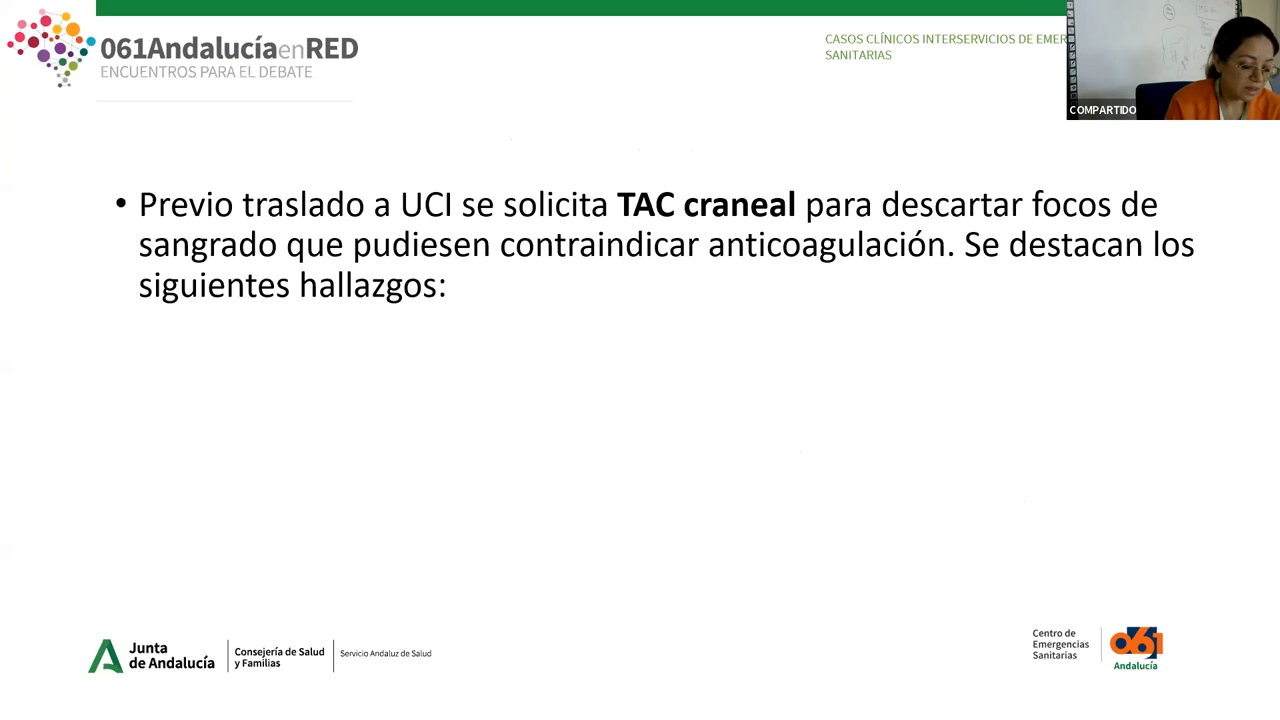 061AndalucíaenRED
ENCUENTROS PARA EL DEBATE
CASOS CLÍNICOS INTERSERVICIOS DE EMER
SANITARIAS
COMPARTIDO
• Previo traslado a UCI se solicita TAC craneal para descartar focos de
sangrado que pudiesen contraindicar anticoagulación. Se destacan los
siguientes hallazgos:
Junta
de Andalucía
Consejería de Salud
y Familias
Servicio Andaluz de Salud
Centro de
Emergencias
Sanitarias
061
Andalucía